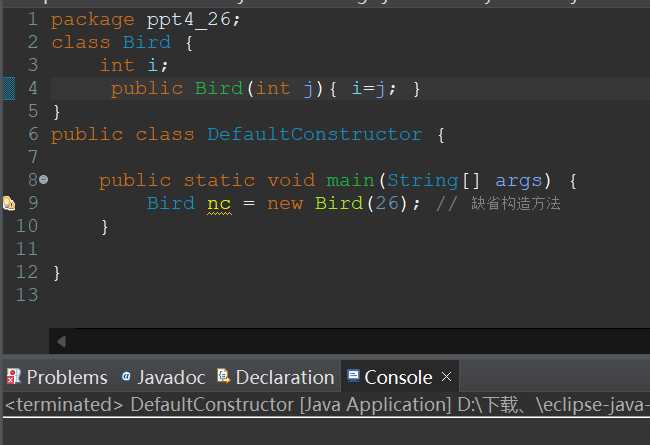 1 package ppt4_26;
2 class Bird {
3 int i;
4 public Bird(int j){ i=j; }
5 }
6 public class DefaultConstructor {
7
8 public static void main(String[] args) {
9 Bird nc = new Bird(26); // 缺省构造方法
10 }
11
12 }
13
Problems Javadoc Declaration Console
<terminated> DefaultConstructor [Java Application] D:\下载、\eclipse-java-